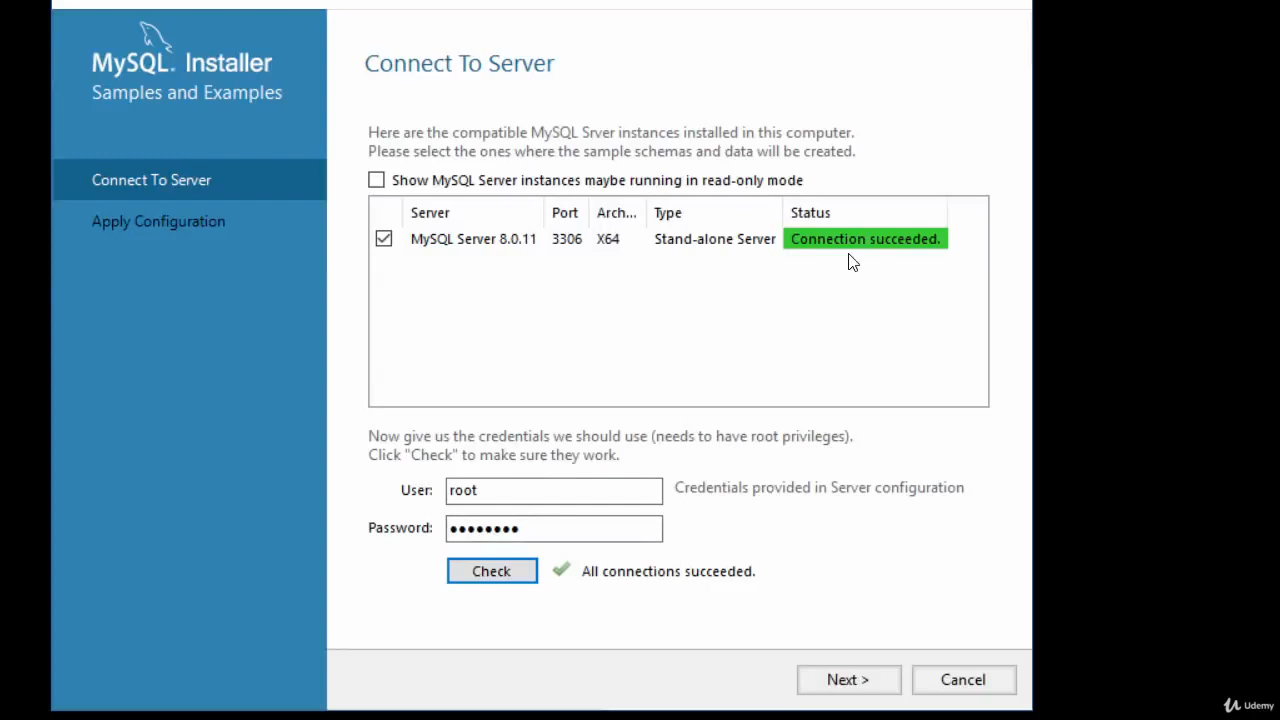 MySQL. Installer
Samples and Examples
Connect To Server
Apply Configuration
Connect To Server
Here are the compatible MySQL Srver instances installed in this computer.
Please select the ones where the sample schemas and data will be created.
Show MySQL Server instances maybe running in read-only mode
Server Port Arch... Type Status
MySQL Server 8.0.11 3306 X64 Stand-alone Server Connection succeeded.
Now give us the credentials we should use (needs to have root privileges).
Click "Check" to make sure they work.
User: root Credentials provided in Server configuration
Password: ●●●●●●●●
Check All connections succeeded.
Next > Cancel
Udemy